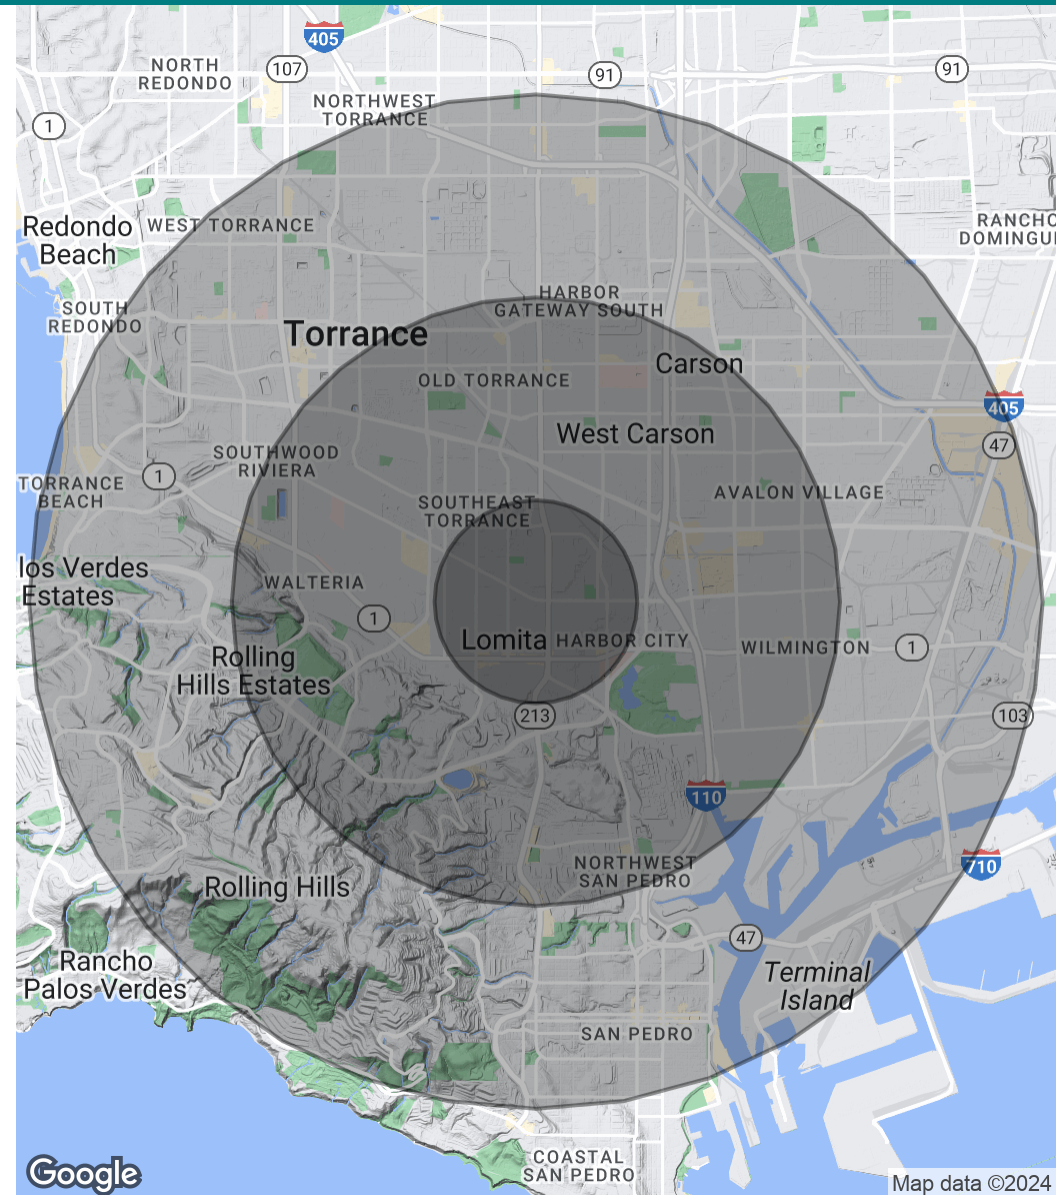 405
NORTH
REDONDO
107
91
91
NORTHWEST
TORRANCE
1
Redondo
Beach
WEST TORRANCE
RANCHO
DOMINGU
SOUTH
REDONDO
HARBOR
GATEWAY SOUTH
Torrance
Carson
OLD TORRANCE
405
West Carson
47
SOUTHWOOD
RIVIERA
1
TORRANCE
BEACH
AVALON VILLAGE
SOUTHEAST
TORRANCE
los Verdes
Estates
WALTERIA
1
Lomita
HARBOR CITY
WILMINGTON
1
Rolling
Hills Estates
213
103
110
NORTHWEST
SAN PEDRO
710
Rolling Hills
47
Rancho
Palos Verdes
Terminal
Island
SAN PEDRO
COASTAL
SAN PEDRO
Google
Map data ©2024